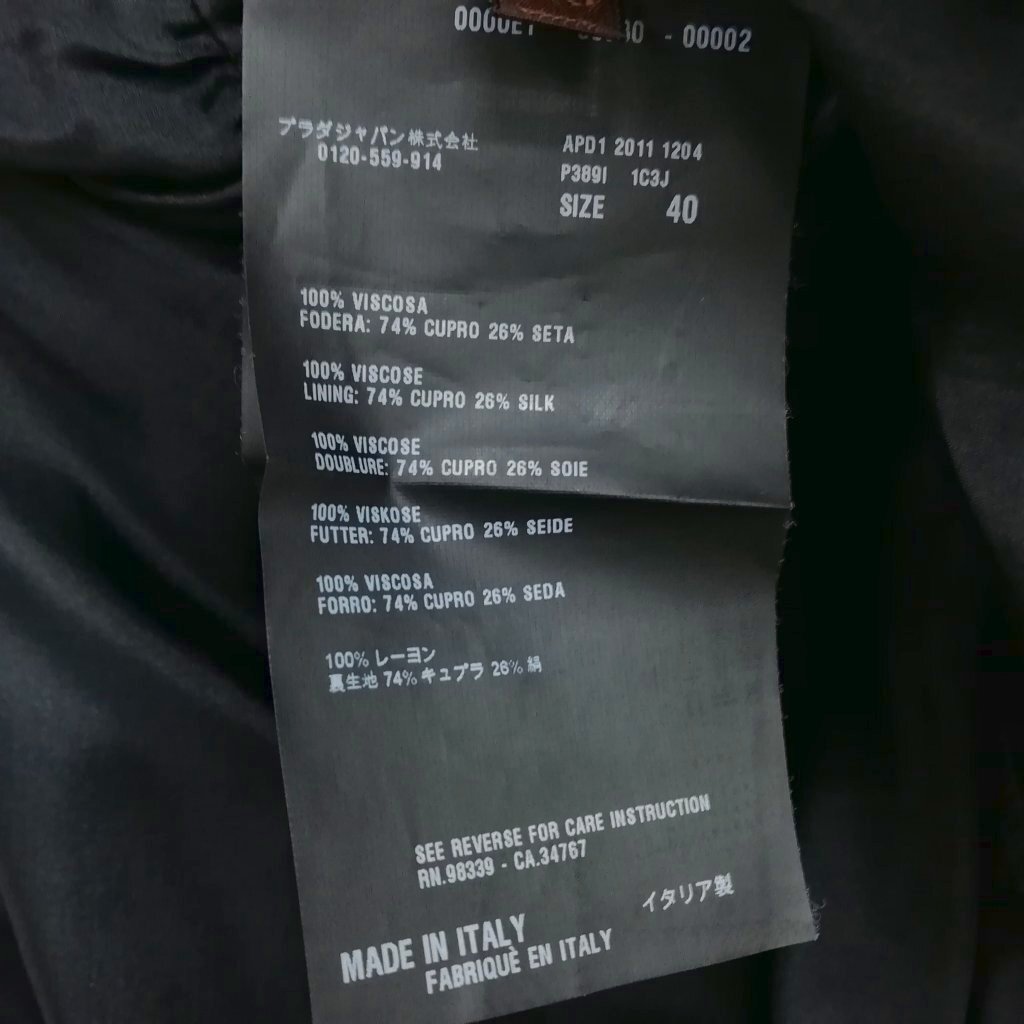 - 00002
プラダジャパン株式会社
0120-559-914
APD1 2011 1204
P389I 1C3J
SIZE 40
100% VISCOSA
FODERA: 74% CUPRO 26% SETA
100% VISCOSE
LINING: 74% CUPRO 26% SILK
100% VISCOSE
DOUBLURE: 74% CUPRO 26% SOIE
100% VISKOSE
FUTTER: 74% CUPRO 26% SEIDE
100% VISCOSA
FORRO: 74% CUPRO 26% SEDA
100% レーヨン
裏生地 74% キュプラ 26% 絹
SEE REVERSE FOR CARE INSTRUCTION
RN.98339 - CA.34767
イタリア製
MADE IN ITALY
FABRIQUÈ EN ITALY